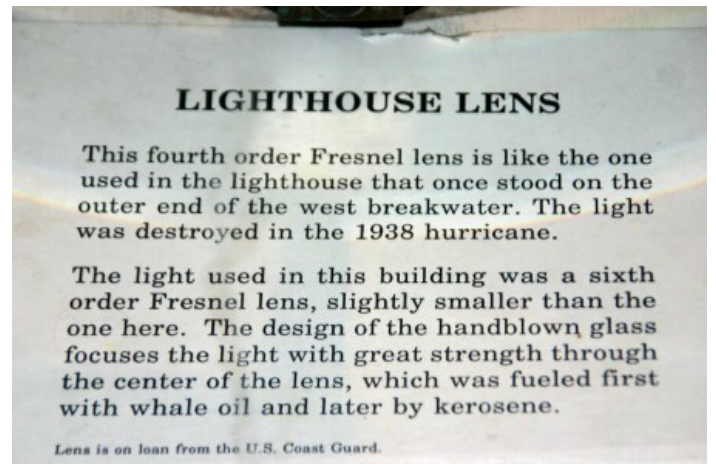 LIGHTHOUSE LENS
This fourth order Fresnel lens is like the one
used in the lighthouse that once stood on the
outer end of the west breakwater. The light
was destroyed in the 1938 hurricane.
The light used in this building was a sixth
order Fresnel lens, slightly smaller than the
one here. The design of the handblown glass
focuses the light with great strength through
the center of the lens, which was fueled first
with whale oil and later by kerosene.
Lens is on loan from the U.S. Coast Guard.